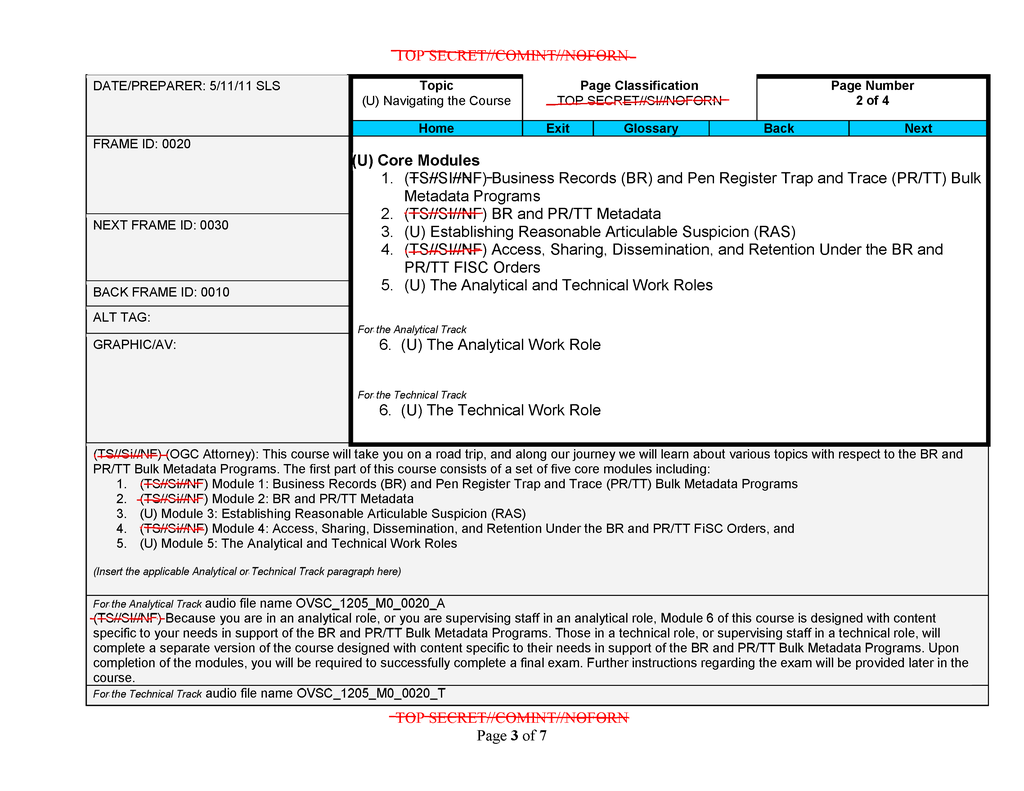 TOP SECRET//COMINT//NOFORN
DATE/PREPARER: 5/11/11 SLS
Topic
(U) Navigating the Course
Page Classification
TOP SECRET//SI//NOFORN
Page Number
2 of 4
Home Exit Glossary Back Next
FRAME ID: 0020
NEXT FRAME ID: 0030
BACK FRAME ID: 0010
ALT TAG:
GRAPHIC/AV:
(U) Core Modules
1. (TS//SI//NF) Business Records (BR) and Pen Register Trap and Trace (PR/TT) Bulk
Metadata Programs
2. (TS//SI//NF) BR and PR/TT Metadata
3. (U) Establishing Reasonable Articulable Suspicion (RAS)
4. (TS//SI//NF) Access, Sharing, Dissemination, and Retention Under the BR and
PR/TT FISC Orders
5. (U) The Analytical and Technical Work Roles
For the Analytical Track
6. (U) The Analytical Work Role
For the Technical Track
6. (U) The Technical Work Role
(TS//Si//NF) (OGC Attorney): This course will take you on a road trip, and along our journey we will learn about various topics with respect to the BR and
PR/TT Bulk Metadata Programs. The first part of this course consists of a set of five core modules including:
1. (TS//Si//NF) Module 1: Business Records (BR) and Pen Register Trap and Trace (PR/TT) Bulk Metadata Programs
2. (TS//Si//NF) Module 2: BR and PR/TT Metadata
3. (U) Module 3: Establishing Reasonable Articulable Suspicion (RAS)
4. (TS//Si//NF) Module 4: Access, Sharing, Dissemination, and Retention Under the BR and PR/TT FiSC Orders, and
5. (U) Module 5: The Analytical and Technical Work Roles
(Insert the applicable Analytical or Technical Track paragraph here)
For the Analytical Track audio file name OVSC_1205_M0_0020_A
(TS//SI//NF) Because you are in an analytical role, or you are supervising staff in an analytical role, Module 6 of this course is designed with content
specific to your needs in support of the BR and PR/TT Bulk Metadata Programs. Those in a technical role, or supervising staff in a technical role, will
complete a separate version of the course designed with content specific to their needs in support of the BR and PR/TT Bulk Metadata Programs. Upon
completion of the modules, you will be required to successfully complete a final exam. Further instructions regarding the exam will be provided later in the
course.
For the Technical Track audio file name OVSC_1205_M0_0020_T
TOP SECRET//COMINT//NOFORN
Page 3 of 7